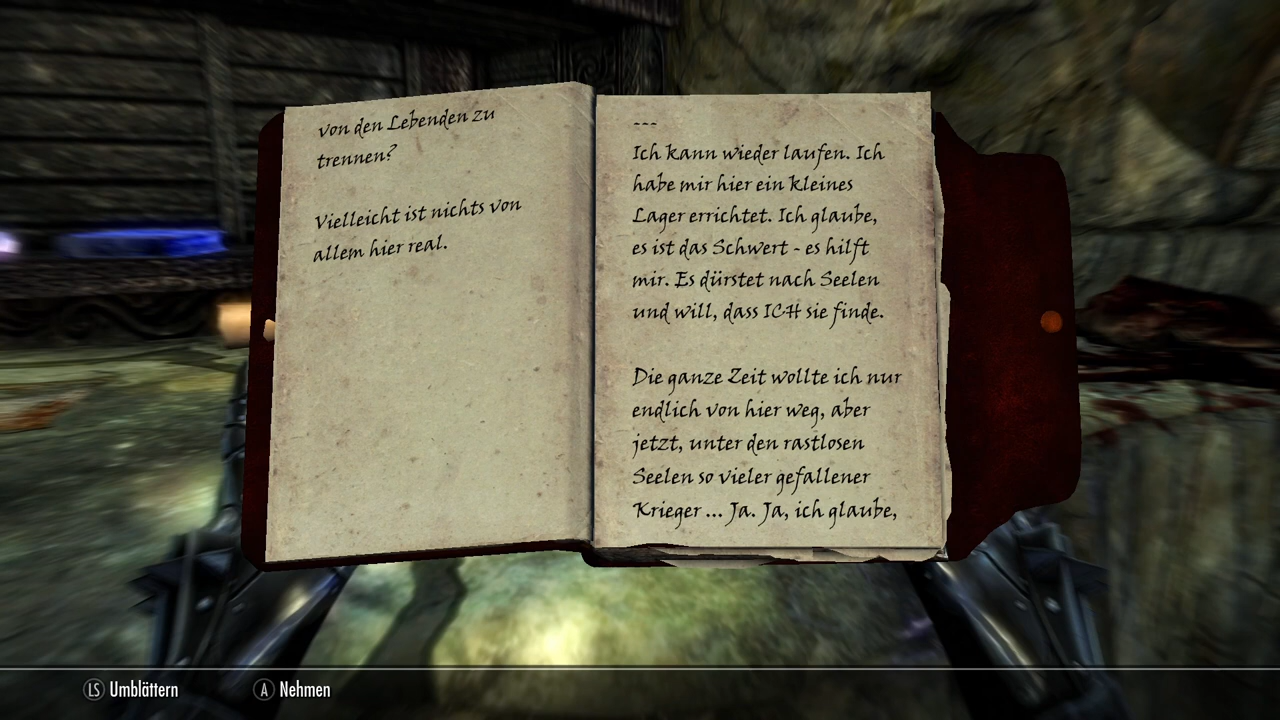 von den Lebenden zu
trennen?
Vielleicht ist nichts von
allem hier real.
---
Ich kann wieder laufen. Ich
habe mir hier ein kleines
Lager errichtet. Ich glaube,
es ist das Schwert - es hilft
mir. Es dürstet nach Seelen
und will, dass ICH sie finde.
Die ganze Zeit wollte ich nur
endlich von hier weg, aber
jetzt, unter den rastlosen
Seelen so vieler gefallener
Krieger ... Ja. Ja, ich glaube,
LS Umblättern
A Nehmen